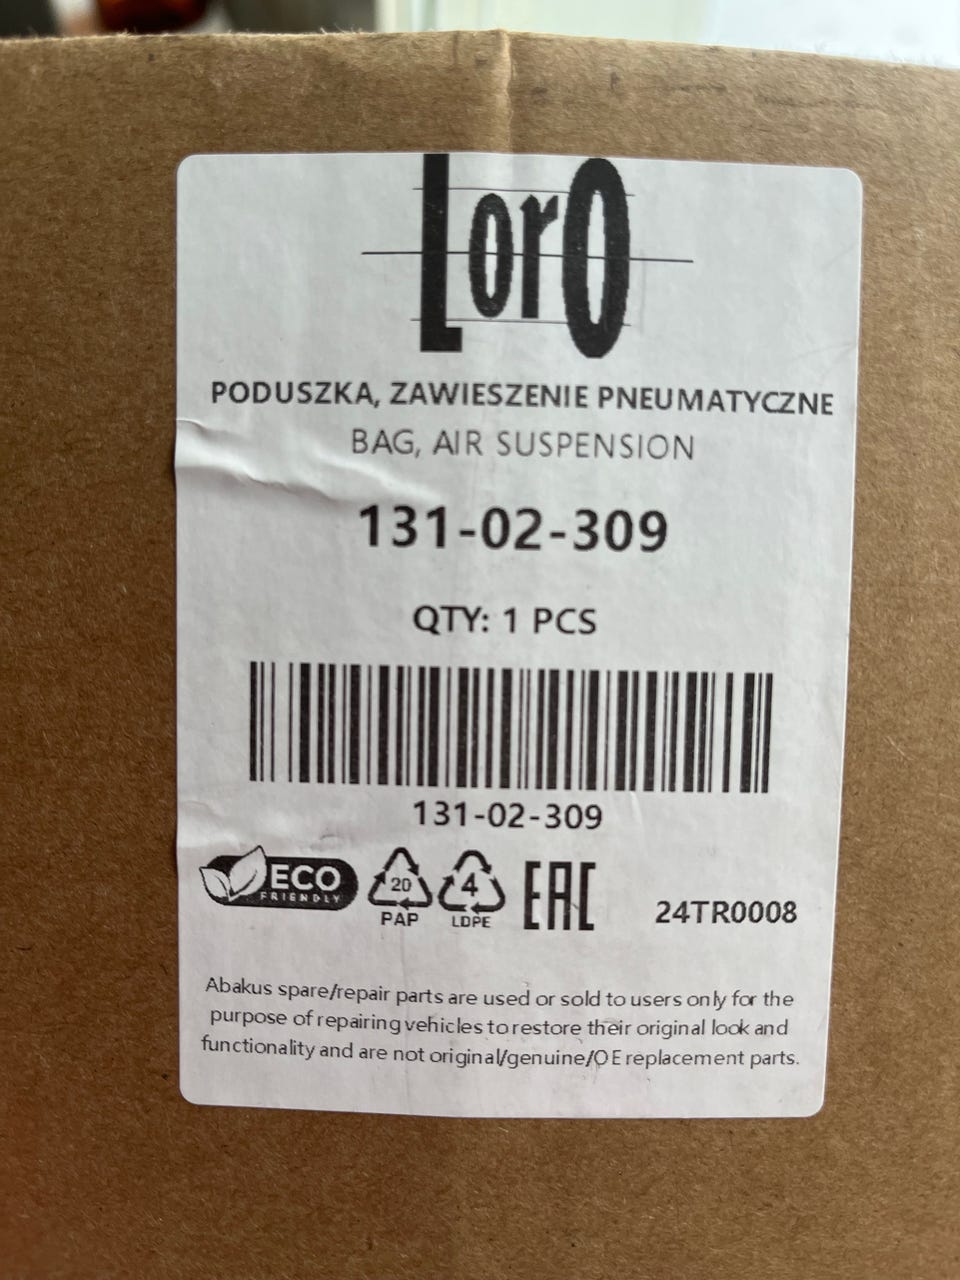 LorO
PODUSZKA, ZAWIESZENIE PNEUMATYCZNE
BAG, AIR SUSPENSION
131-02-309
QTY: 1 PCS
131-02-309
ECO
FRIENDLY
20
PAP
4
LDPE
EAC
24TR0008
Abakus spare/repair parts are used or sold to users only for the
purpose of repairing vehicles to restore their original look and
functionality and are not original/genuine/OE replacement parts.